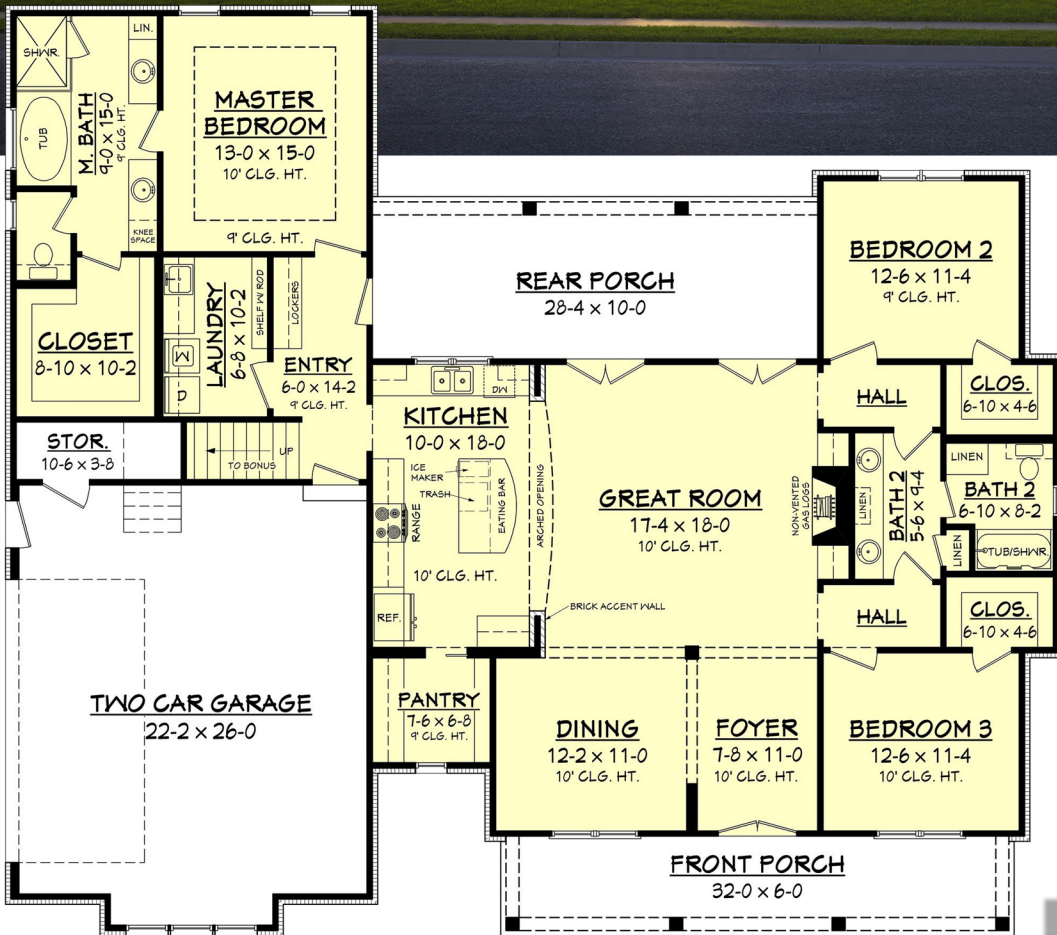 SHWR.
LIN.
TUB
M. BATH
9-0 x 15-0
9' CLG. HT.
KNEE
SPACE
MASTER
BEDROOM
13-0 x 15-0
10' CLG. HT.
9' CLG. HT.
CLOSET
8-10 x 10-2
LAUNDRY
6-8 x 10-2
SHELF W/ ROD
W
D
LOCKERS
ENTRY
6-0 x 14-2
9' CLG. HT.
STOR.
10-6 x 3-8
UP
TO BONUS
TWO CAR GARAGE
22-2 x 26-0
REAR PORCH
28-4 x 10-0
KITCHEN
10-0 x 18-0
DW
ICE
MAKER
TRASH
EATING BAR
RANGE
10' CLG. HT.
REF.
ARCHED OPENING
BRICK ACCENT WALL
PANTRY
7-6 x 6-8
9' CLG. HT.
GREAT ROOM
17-4 x 18-0
10' CLG. HT.
NON-VENTED
GAS LOGS
DINING
12-2 x 11-0
10' CLG. HT.
FOYER
7-8 x 11-0
10' CLG. HT.
BEDROOM 2
12-6 x 11-4
9' CLG. HT.
HALL
CLOS.
6-10 x 4-6
LINEN
BATH 2
5-6 x 9-4
LINEN
BATH 2
6-10 x 8-2
LINEN
TUB/SHWR.
HALL
CLOS.
6-10 x 4-6
BEDROOM 3
12-6 x 11-4
10' CLG. HT.
FRONT PORCH
32-0 x 6-0